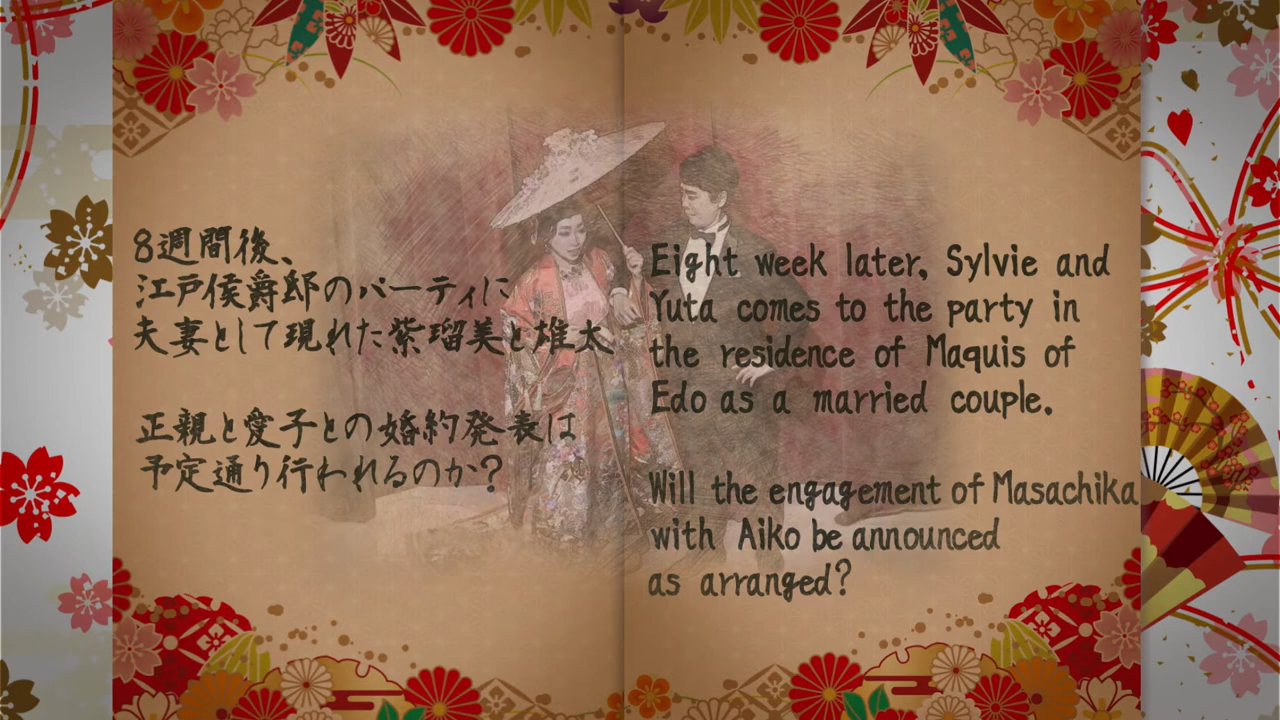 8週間後、
江戸侯爵邸のパーティに
夫妻として現れた紫瑠美と雄太
正親と愛子との婚約発表は
予定通り行われるのか?
Eight week later, Sylvie and
Yuta comes to the party in
the residence of Maquis of
Edo as a married couple.
Will the engagement of Masachika
with Aiko be announced
as arranged?